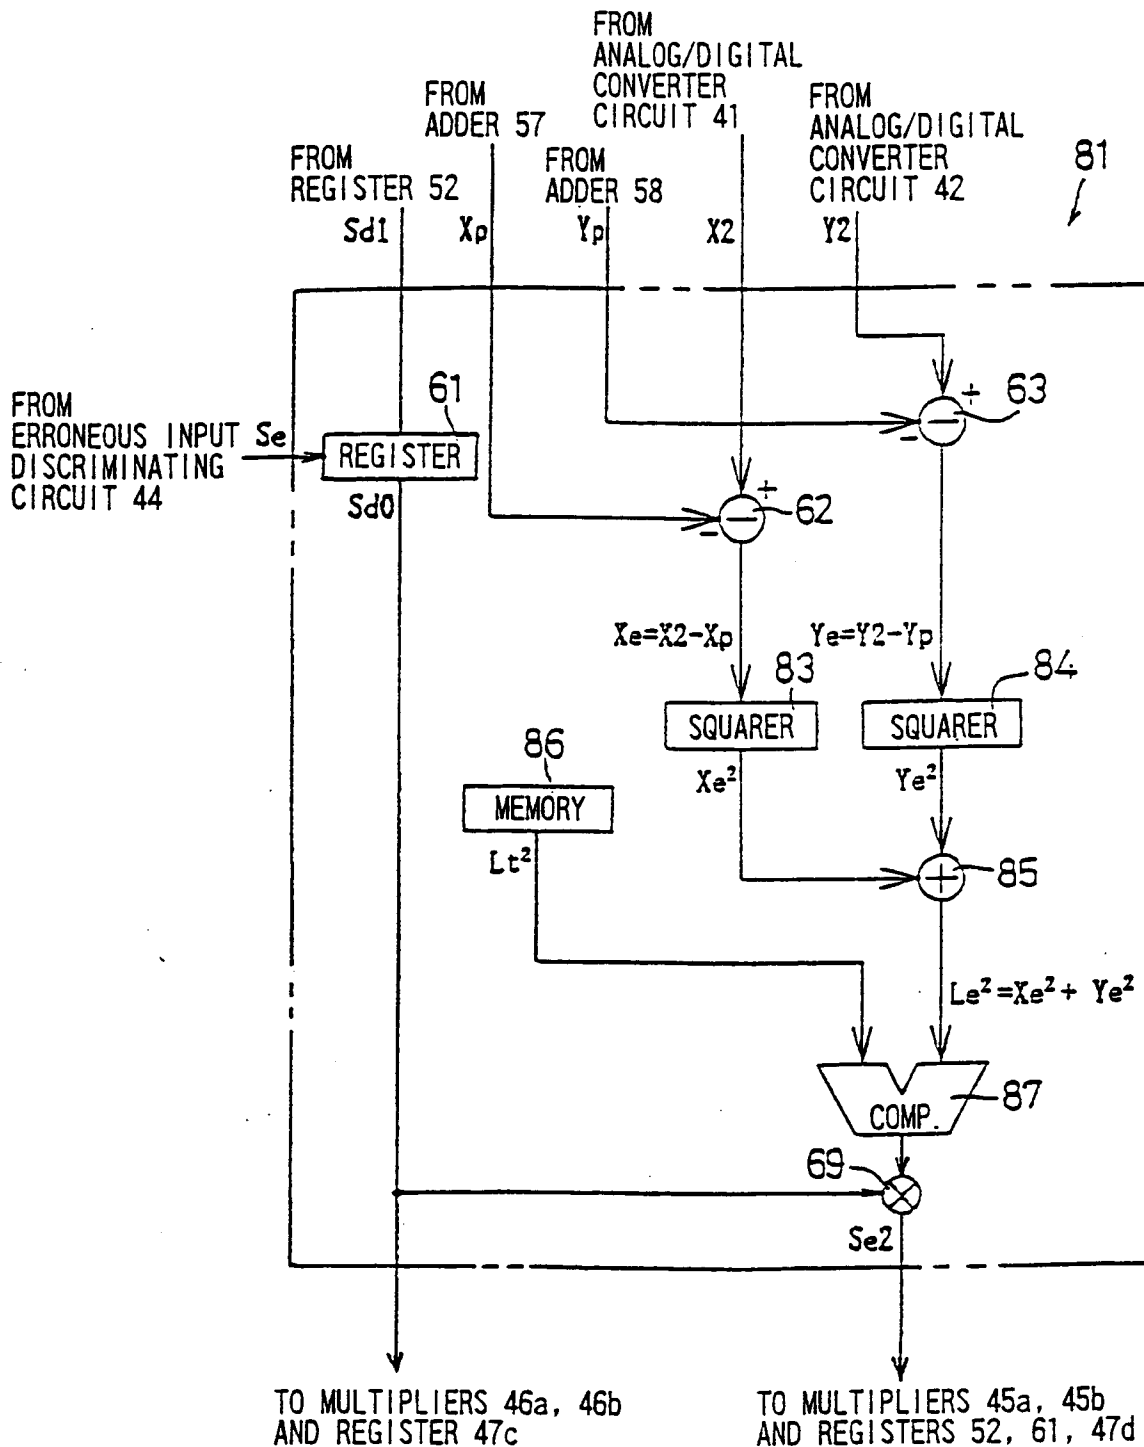 FROM
ANALOG/DIGITAL
CONVERTER
CIRCUIT 41
FROM
ADDER 57
FROM
ANALOG/DIGITAL
CONVERTER
CIRCUIT 42
FROM
REGISTER 52
FROM
ADDER 58
81
Sd1
Xp
Yp
X2
Y2
FROM
ERRONEOUS INPUT
DISCRIMINATING
CIRCUIT 44
Se
61
REGISTER
Sd0
+
-
-
63
+
-
-
62
Xe=X2-Xp
Ye=Y2-Yp
83
SQUARER
84
SQUARER
Xe²
Ye²
86
MEMORY
Lt²
+
85
Le²=Xe²+ Ye²
COMP.
87
69
Se2
TO MULTIPLIERS 46a, 46b
AND REGISTER 47c
TO MULTIPLIERS 45a, 45b
AND REGISTERS 52, 61, 47d